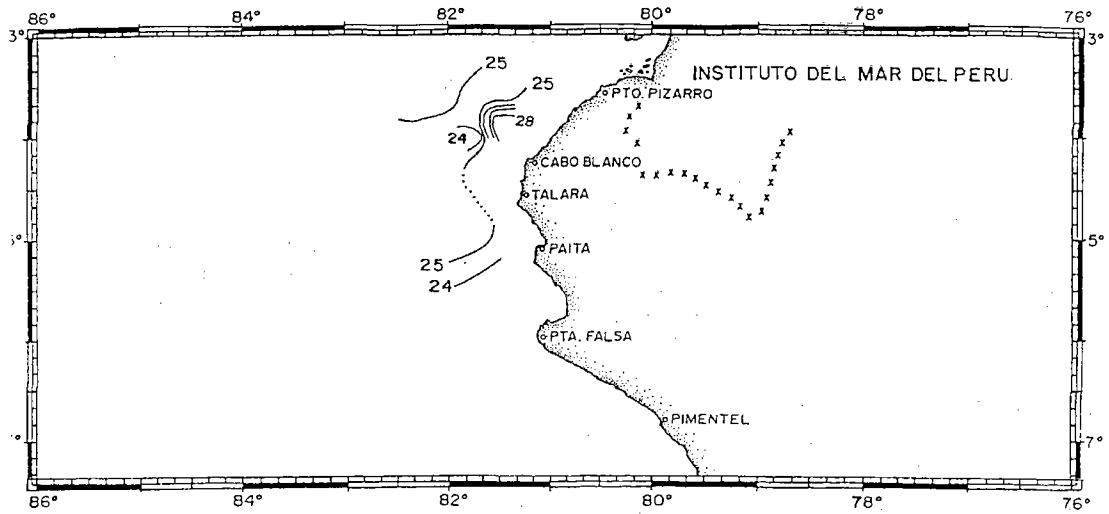 86° 84° 82° 80° 78° 76°
3° 3°
INSTITUTO DEL MAR DEL PERU
25
25
PTO. PIZARRO
28
24
CABO BLANCO
TALARA
5°
PAITA
25
24
PTA. FALSA
PIMENTEL
7°
86° 84° 82° 80° 78° 76°